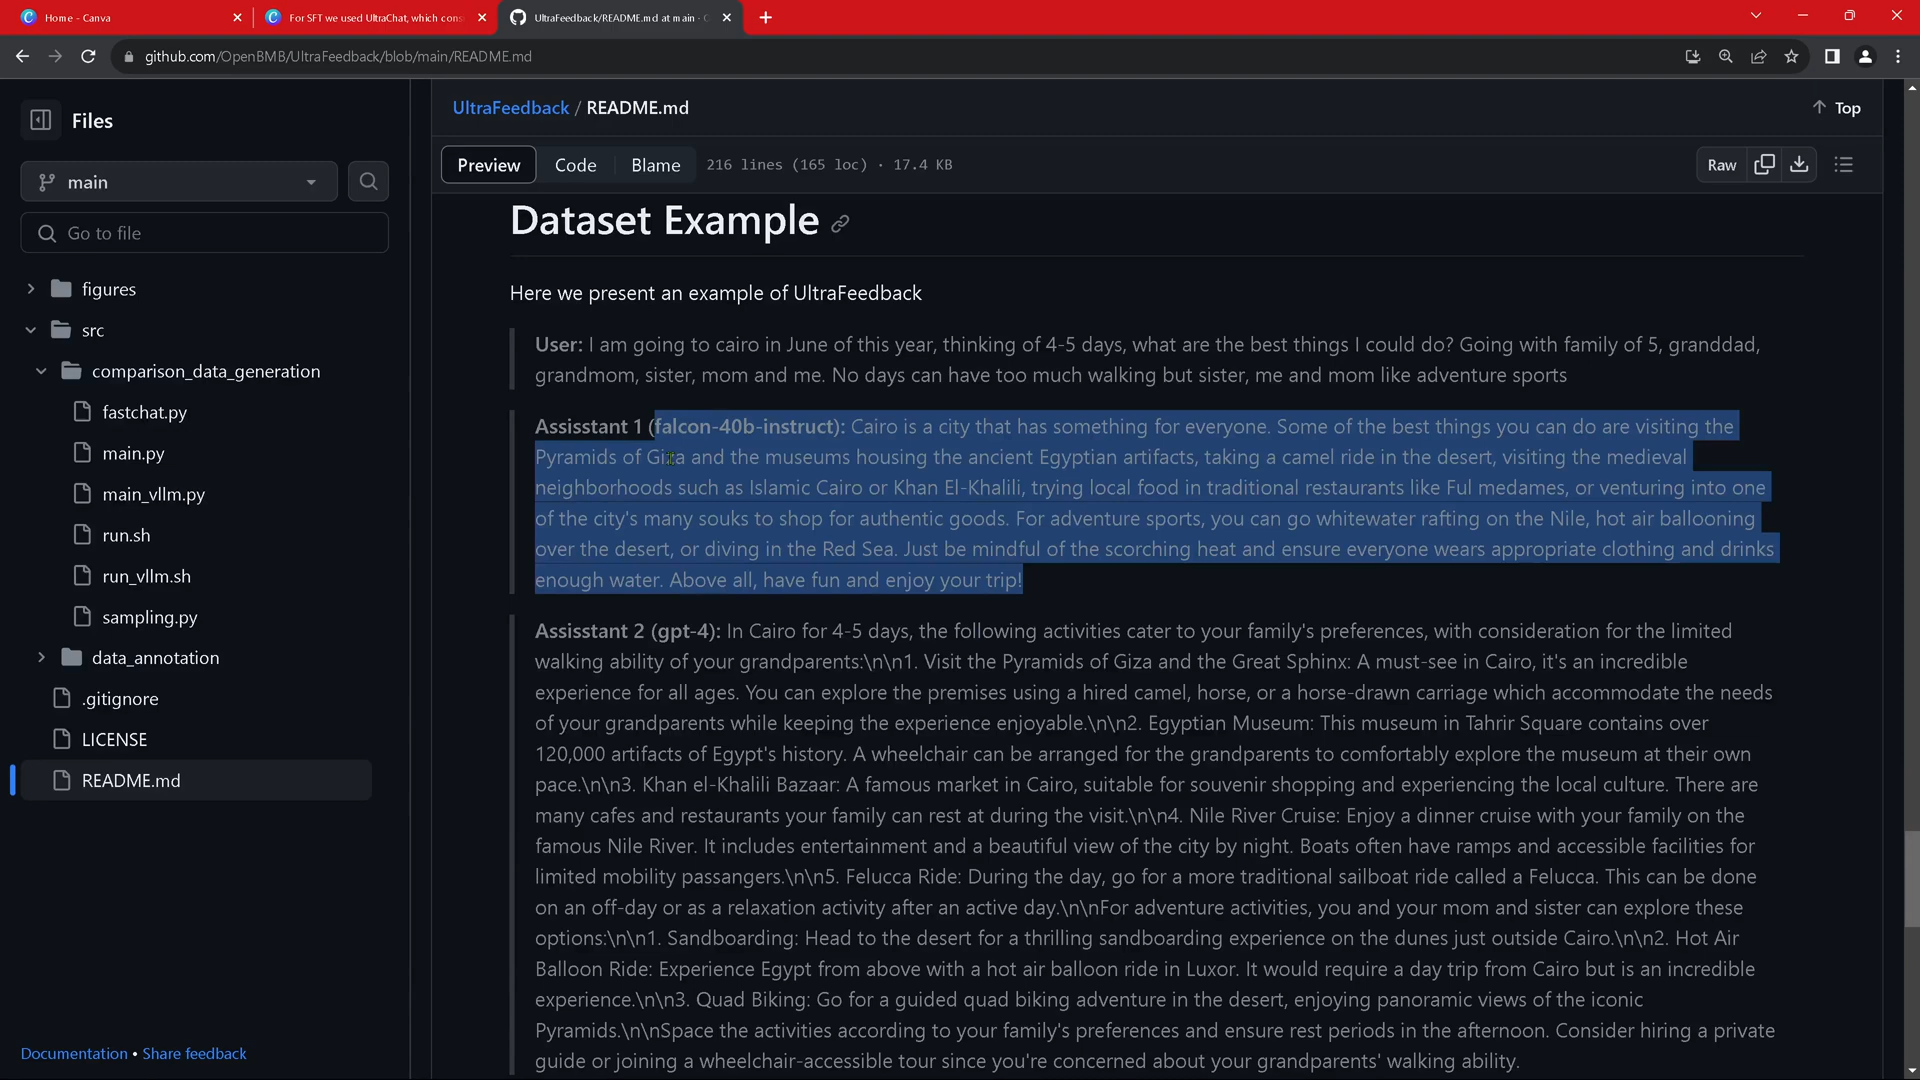 Home - Canva
For SFT we used UltraChat, which cons
UltraFeedback/README.md at main · C
github.com/OpenBMB/UltraFeedback/blob/main/README.md
Files
main
Go to file
figures
src
comparison_data_generation
fastchat.py
main.py
main_vllm.py
run.sh
run_vllm.sh
sampling.py
data_annotation
.gitignore
LICENSE
README.md
Documentation • Share feedback
UltraFeedback / README.md
Top
Preview Code Blame 216 lines (165 loc) · 17.4 KB
Raw
Dataset Example
Here we present an example of UltraFeedback
User: I am going to cairo in June of this year, thinking of 4-5 days, what are the best things I could do? Going with family of 5, granddad,
grandmom, sister, mom and me. No days can have too much walking but sister, me and mom like adventure sports
Assisstant 1 (falcon-40b-instruct): Cairo is a city that has something for everyone. Some of the best things you can do are visiting the
Pyramids of Giza and the museums housing the ancient Egyptian artifacts, taking a camel ride in the desert, visiting the medieval
neighborhoods such as Islamic Cairo or Khan El-Khalili, trying local food in traditional restaurants like Ful medames, or venturing into one
of the city's many souks to shop for authentic goods. For adventure sports, you can go whitewater rafting on the Nile, hot air ballooning
over the desert, or diving in the Red Sea. Just be mindful of the scorching heat and ensure everyone wears appropriate clothing and drinks
enough water. Above all, have fun and enjoy your trip!
Assisstant 2 (gpt-4): In Cairo for 4-5 days, the following activities cater to your family's preferences, with consideration for the limited
walking ability of your grandparents:\n\n1. Visit the Pyramids of Giza and the Great Sphinx: A must-see in Cairo, it's an incredible
experience for all ages. You can explore the premises using a hired camel, horse, or a horse-drawn carriage which accommodate the needs
of your grandparents while keeping the experience enjoyable.\n\n2. Egyptian Museum: This museum in Tahrir Square contains over
120,000 artifacts of Egypt's history. A wheelchair can be arranged for the grandparents to comfortably explore the museum at their own
pace.\n\n3. Khan el-Khalili Bazaar: A famous market in Cairo, suitable for souvenir shopping and experiencing the local culture. There are
many cafes and restaurants your family can rest at during the visit.\n\n4. Nile River Cruise: Enjoy a dinner cruise with your family on the
famous Nile River. It includes entertainment and a beautiful view of the city by night. Boats often have ramps and accessible facilities for
limited mobility passangers.\n\n5. Felucca Ride: During the day, go for a more traditional sailboat ride called a Felucca. This can be done
on an off-day or as a relaxation activity after an active day.\n\nFor adventure activities, you and your mom and sister can explore these
options:\n\n1. Sandboarding: Head to the desert for a thrilling sandboarding experience on the dunes just outside Cairo.\n\n2. Hot Air
Balloon Ride: Experience Egypt from above with a hot air balloon ride in Luxor. It would require a day trip from Cairo but is an incredible
experience.\n\n3. Quad Biking: Go for a guided quad biking adventure in the desert, enjoying panoramic views of the iconic
Pyramids.\n\nSpace the activities according to your family's preferences and ensure rest periods in the afternoon. Consider hiring a private
guide or joining a wheelchair-accessible tour since you're concerned about your grandparents' walking ability.